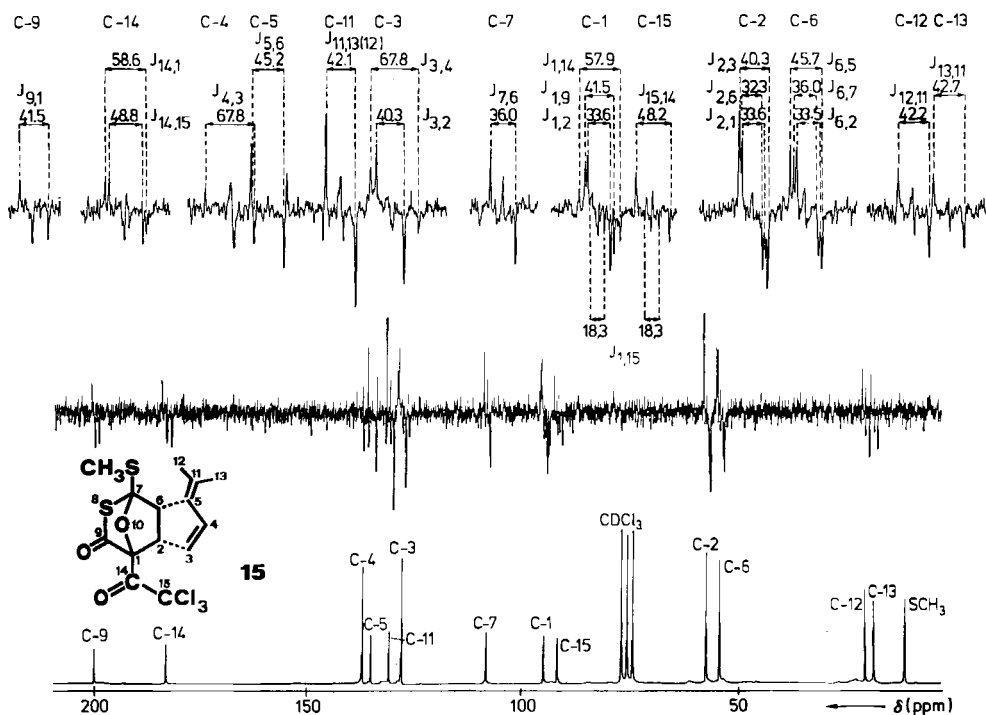 C-9 C-14 C-4 C-5 C-11 C-3 C-7 C-1 C-15 C-2 C-6 C-12 C-13
J5,6 J11,13(12) J13,11
58.6 J14,1 45.2 42.1 67.8 J3,4 J1,14 57.9 J2,3 40.3 45.7 J6,5 42.7
J9,1 J4,3 J7,6 J1,9 41.5 J15,14 J2,6 32.3 36.0 J6,7 J12,11
41.5 48.8 J14,15 67.8 40.3 J3,2 36.0 J1,2 33.6 48.2 J2,1 33.6 33.5 J6,2 42.2
18,3 18,3
J1,15
12 11 13
CH3 S
7 6 5
8 S
O 10 4
9 2
O 1 3
14 15
O C CCl3
15
C-9
C-14
C-4
C-5
C-11
C-3
C-7
C-1
C-15
CDCl3
C-2
C-6
C-12
C-13
SCH3
200 150 100 50 δ(ppm)